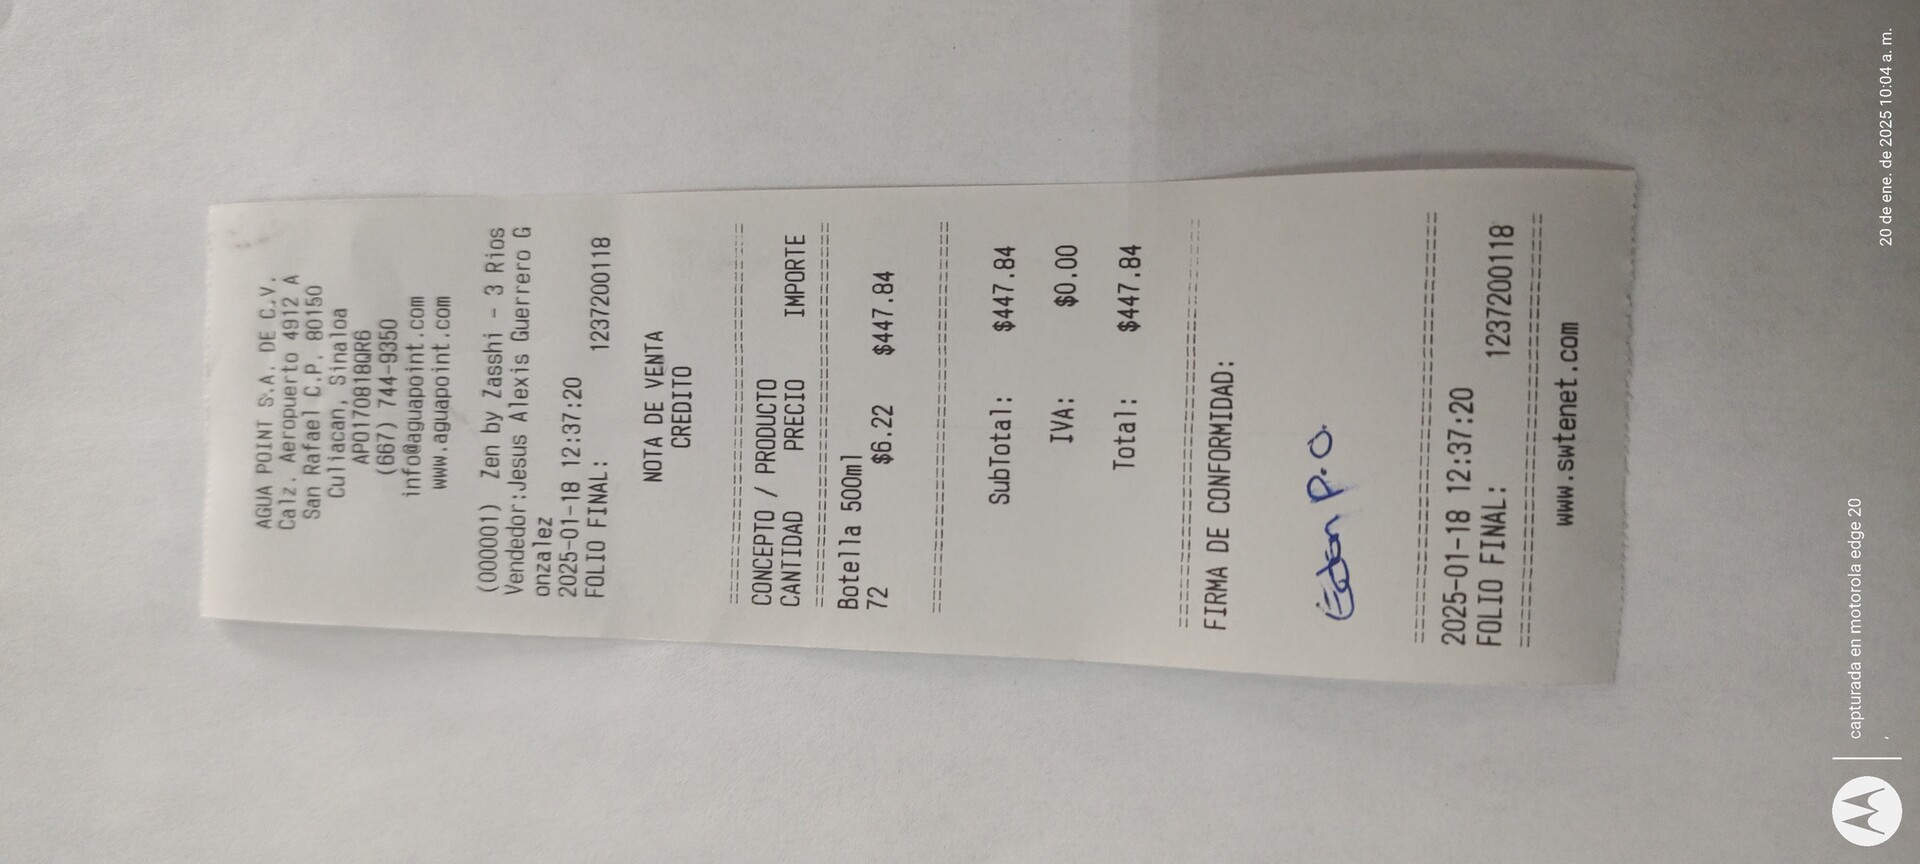 AGUA POINT S.A. DE C.V.
Calz. Aeropuerto 4912 A
San Rafael C.P. 80150
Culiacan, Sinaloa
APO170818QR6
(667) 744-9350
info@aguapoint.com
www.aguapoint.com
(000001) Zen by Zasshi - 3 Rios
Vendedor:Jesus Alexis Guerrero G
onzalez
2025-01-18 12:37:20
FOLIO FINAL: 1237200118
NOTA DE VENTA
CREDITO
CONCEPTO / PRODUCTO
CANTIDAD PRECIO IMPORTE
Botella 500ml
72 $6.22 $447.84
SubTotal: $447.84
IVA: $0.00
Total: $447.84
FIRMA DE CONFORMIDAD:
P.O.
2025-01-18 12:37:20
FOLIO FINAL: 1237200118
www.swtenet.com
capturada en motorola edge 20
20 de ene. de 2025 10:04 a. m.